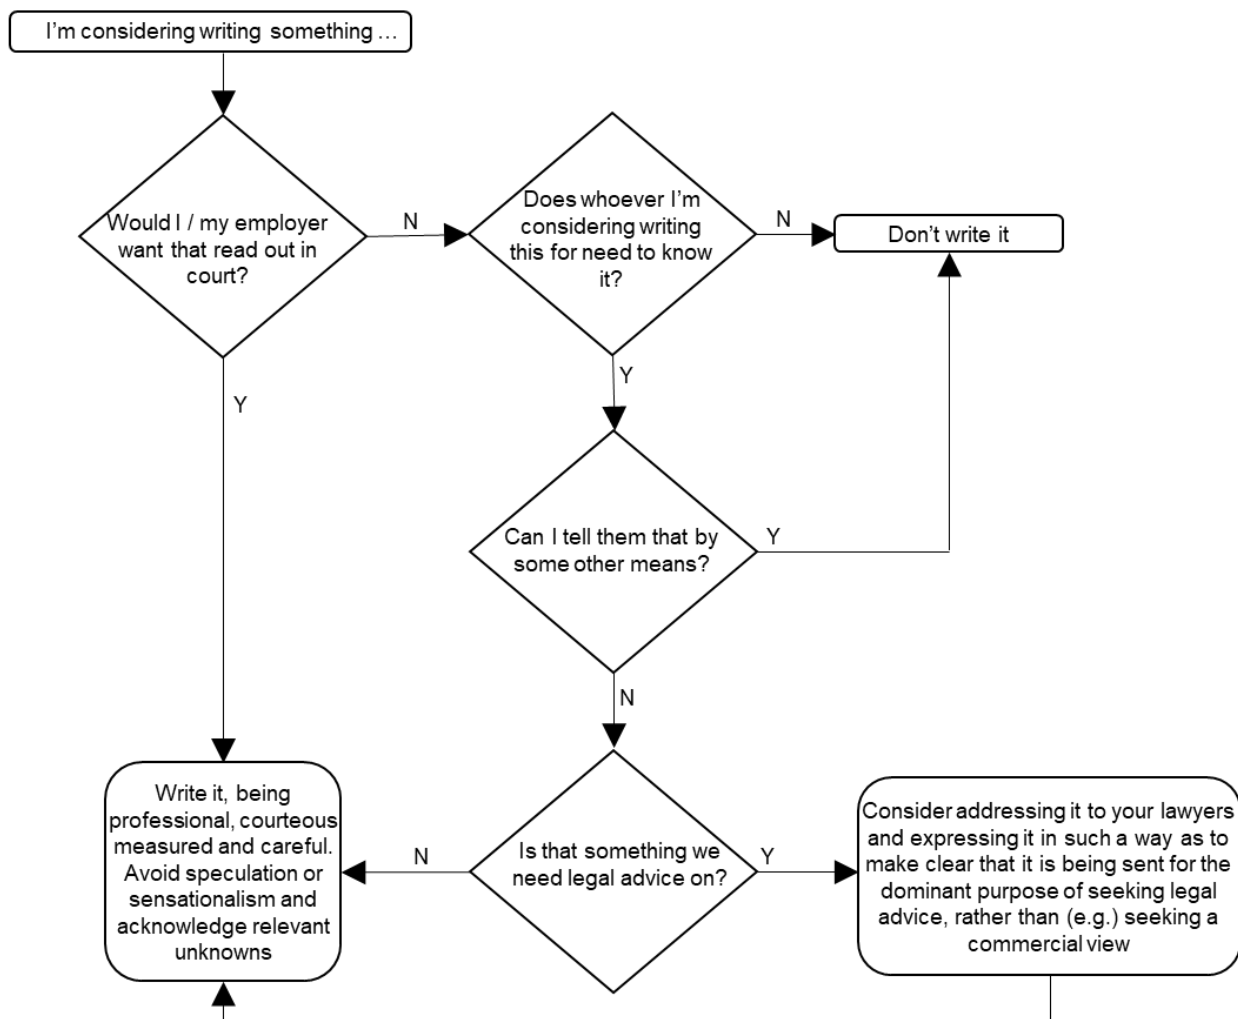 I'm considering writing something ...
Would I / my employer
want that read out in
court?
N
Does whoever I'm
considering writing
this for need to know
it?
N
Don't write it
Y
Y
Can I tell them that by
some other means?
Y
N
Write it, being
professional, courteous
measured and careful.
Avoid speculation or
sensationalism and
acknowledge relevant
unknowns
N
Is that something we
need legal advice on?
Y
Consider addressing it to your lawyers
and expressing it in such a way as to
make clear that it is being sent for the
dominant purpose of seeking legal
advice, rather than (e.g.) seeking a
commercial view